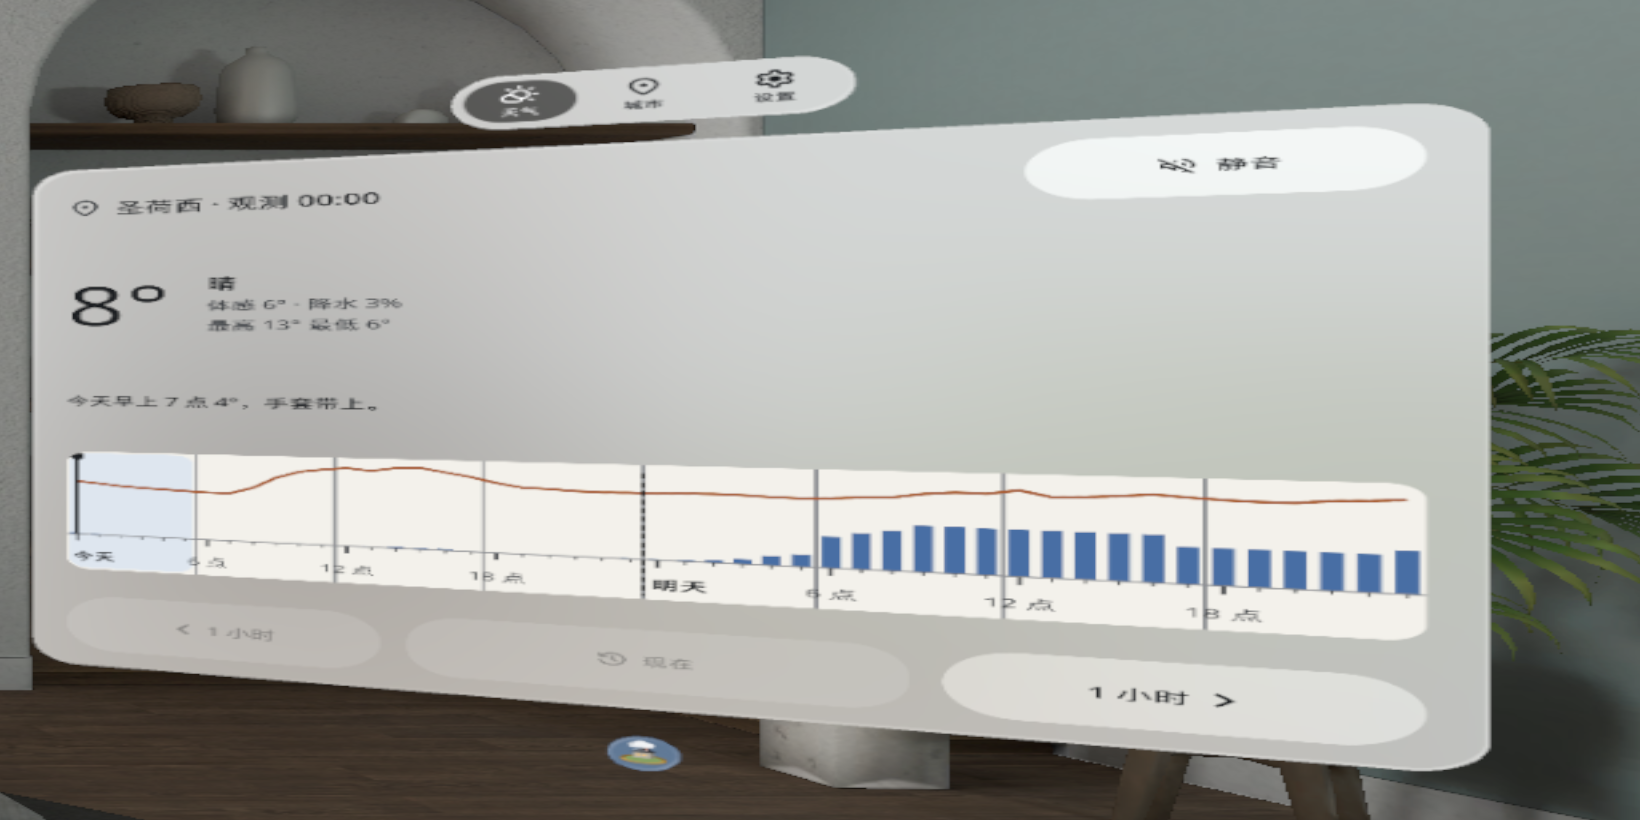 天气
城市
设置
静音
圣荷西 · 观测 00:00
8°
晴
体感 6° · 降水 3%
最高 13° 最低 6°
今天早上 7 点 4°，手套带上。
今天
6 点
12 点
18 点
明天
6 点
12 点
18 点
< 1 小时
现在
1 小时 >